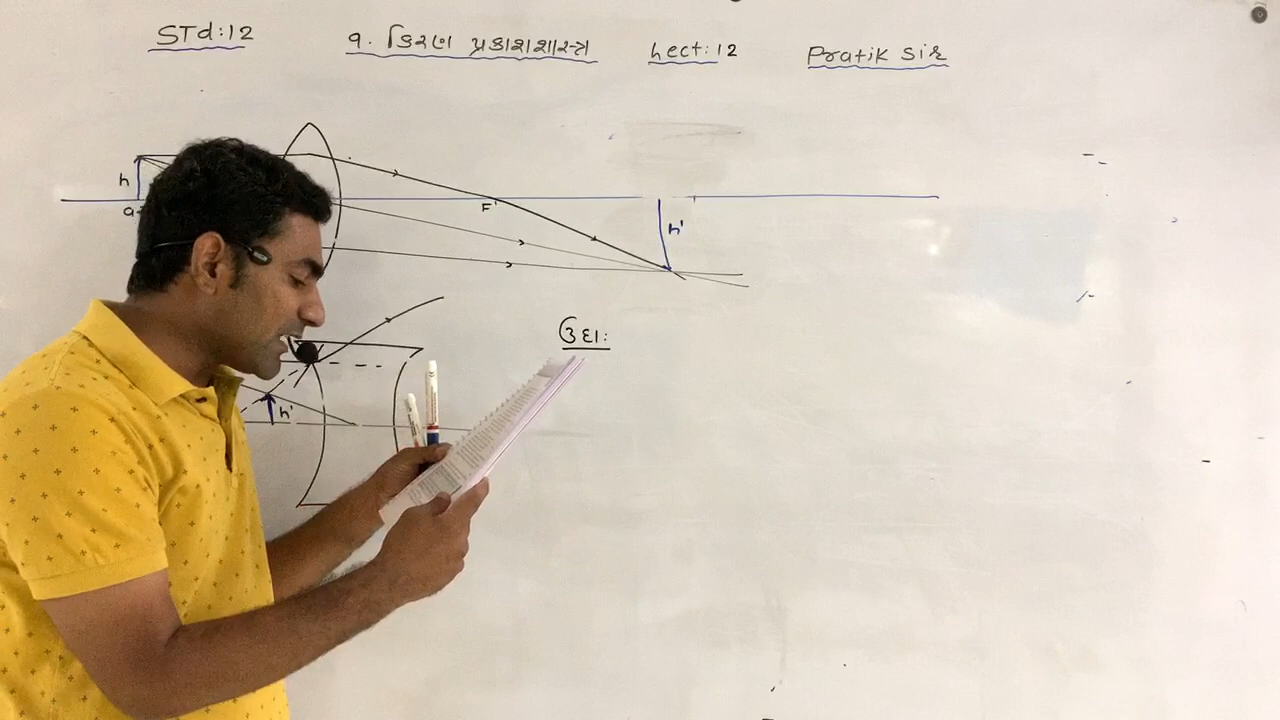 STd:12 ૧. કિરણ પ્રકાશશાસ્ત્ર Lect:12 Pratik Sir
h
F'
h'
ઉદા:
h'